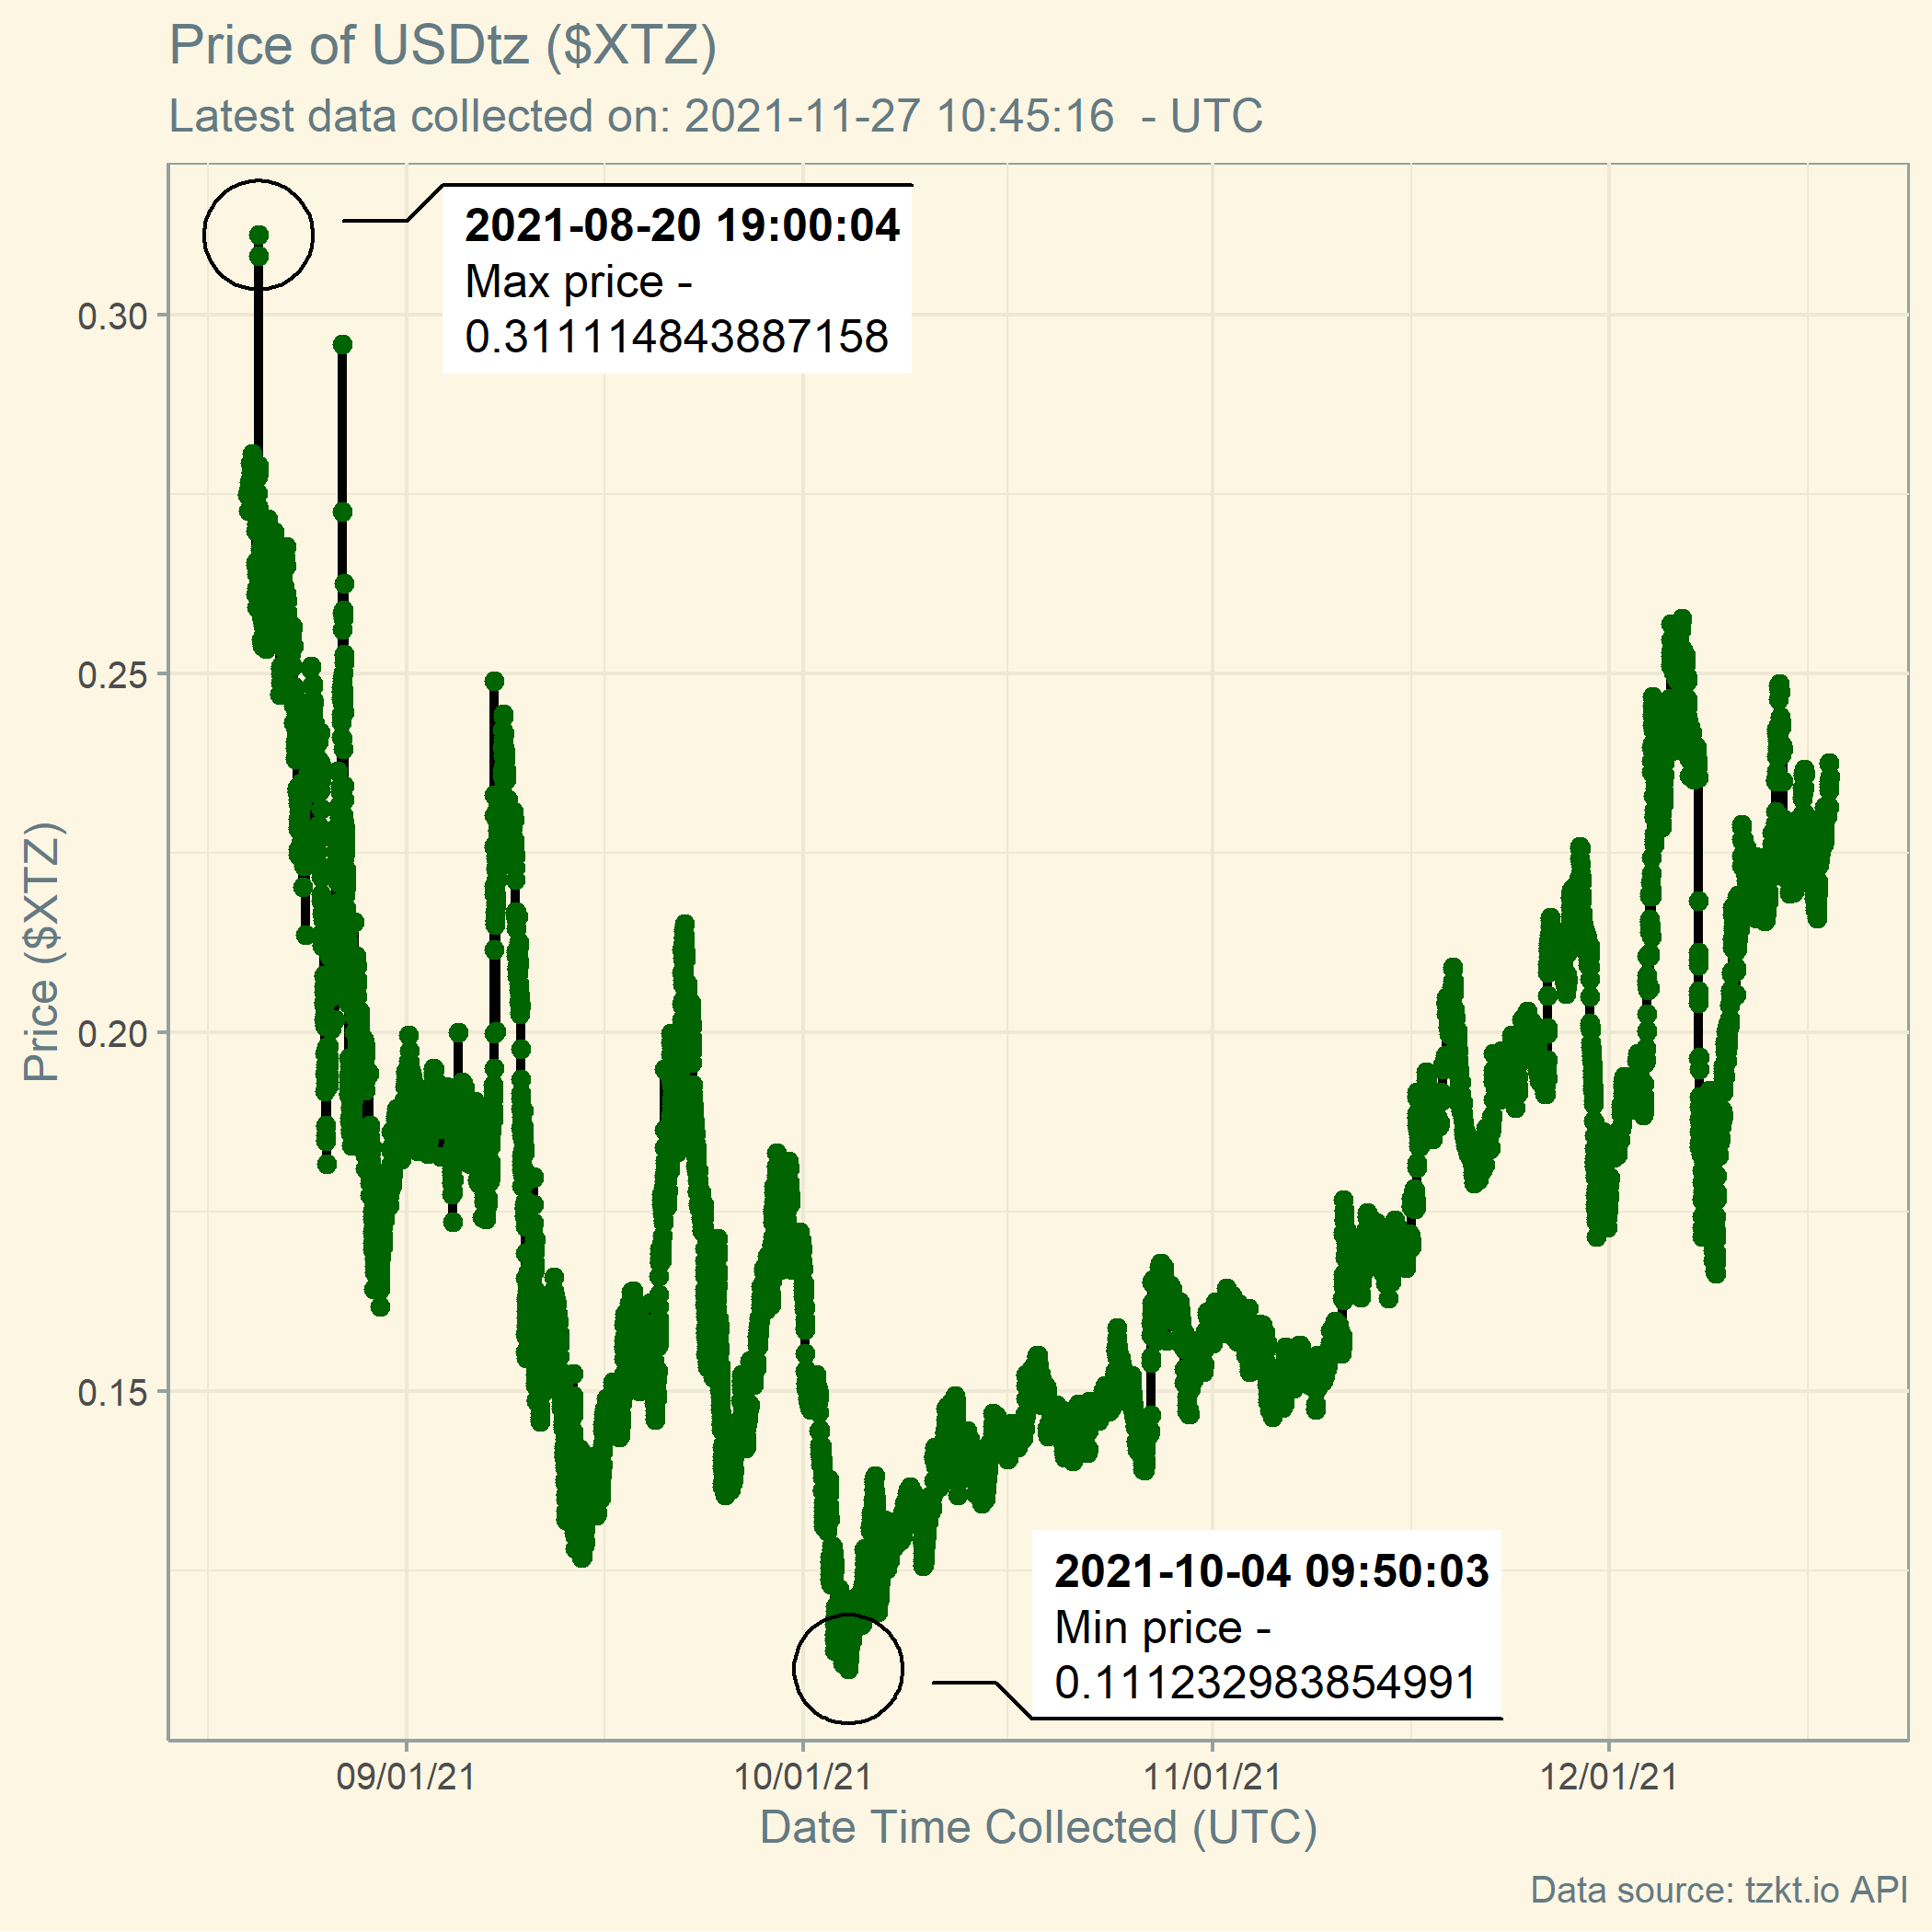 Price of USDtz ($XTZ)
Latest data collected on: 2021-11-27 10:45:16  - UTC
2021-08-20 19:00:04
Max price -
0.311114843887158
0.30
0.25
0.20
0.15
Price ($XTZ)
2021-10-04 09:50:03
Min price -
0.111232983854991
09/01/21
10/01/21
11/01/21
12/01/21
Date Time Collected (UTC)
Data source: tzkt.io API